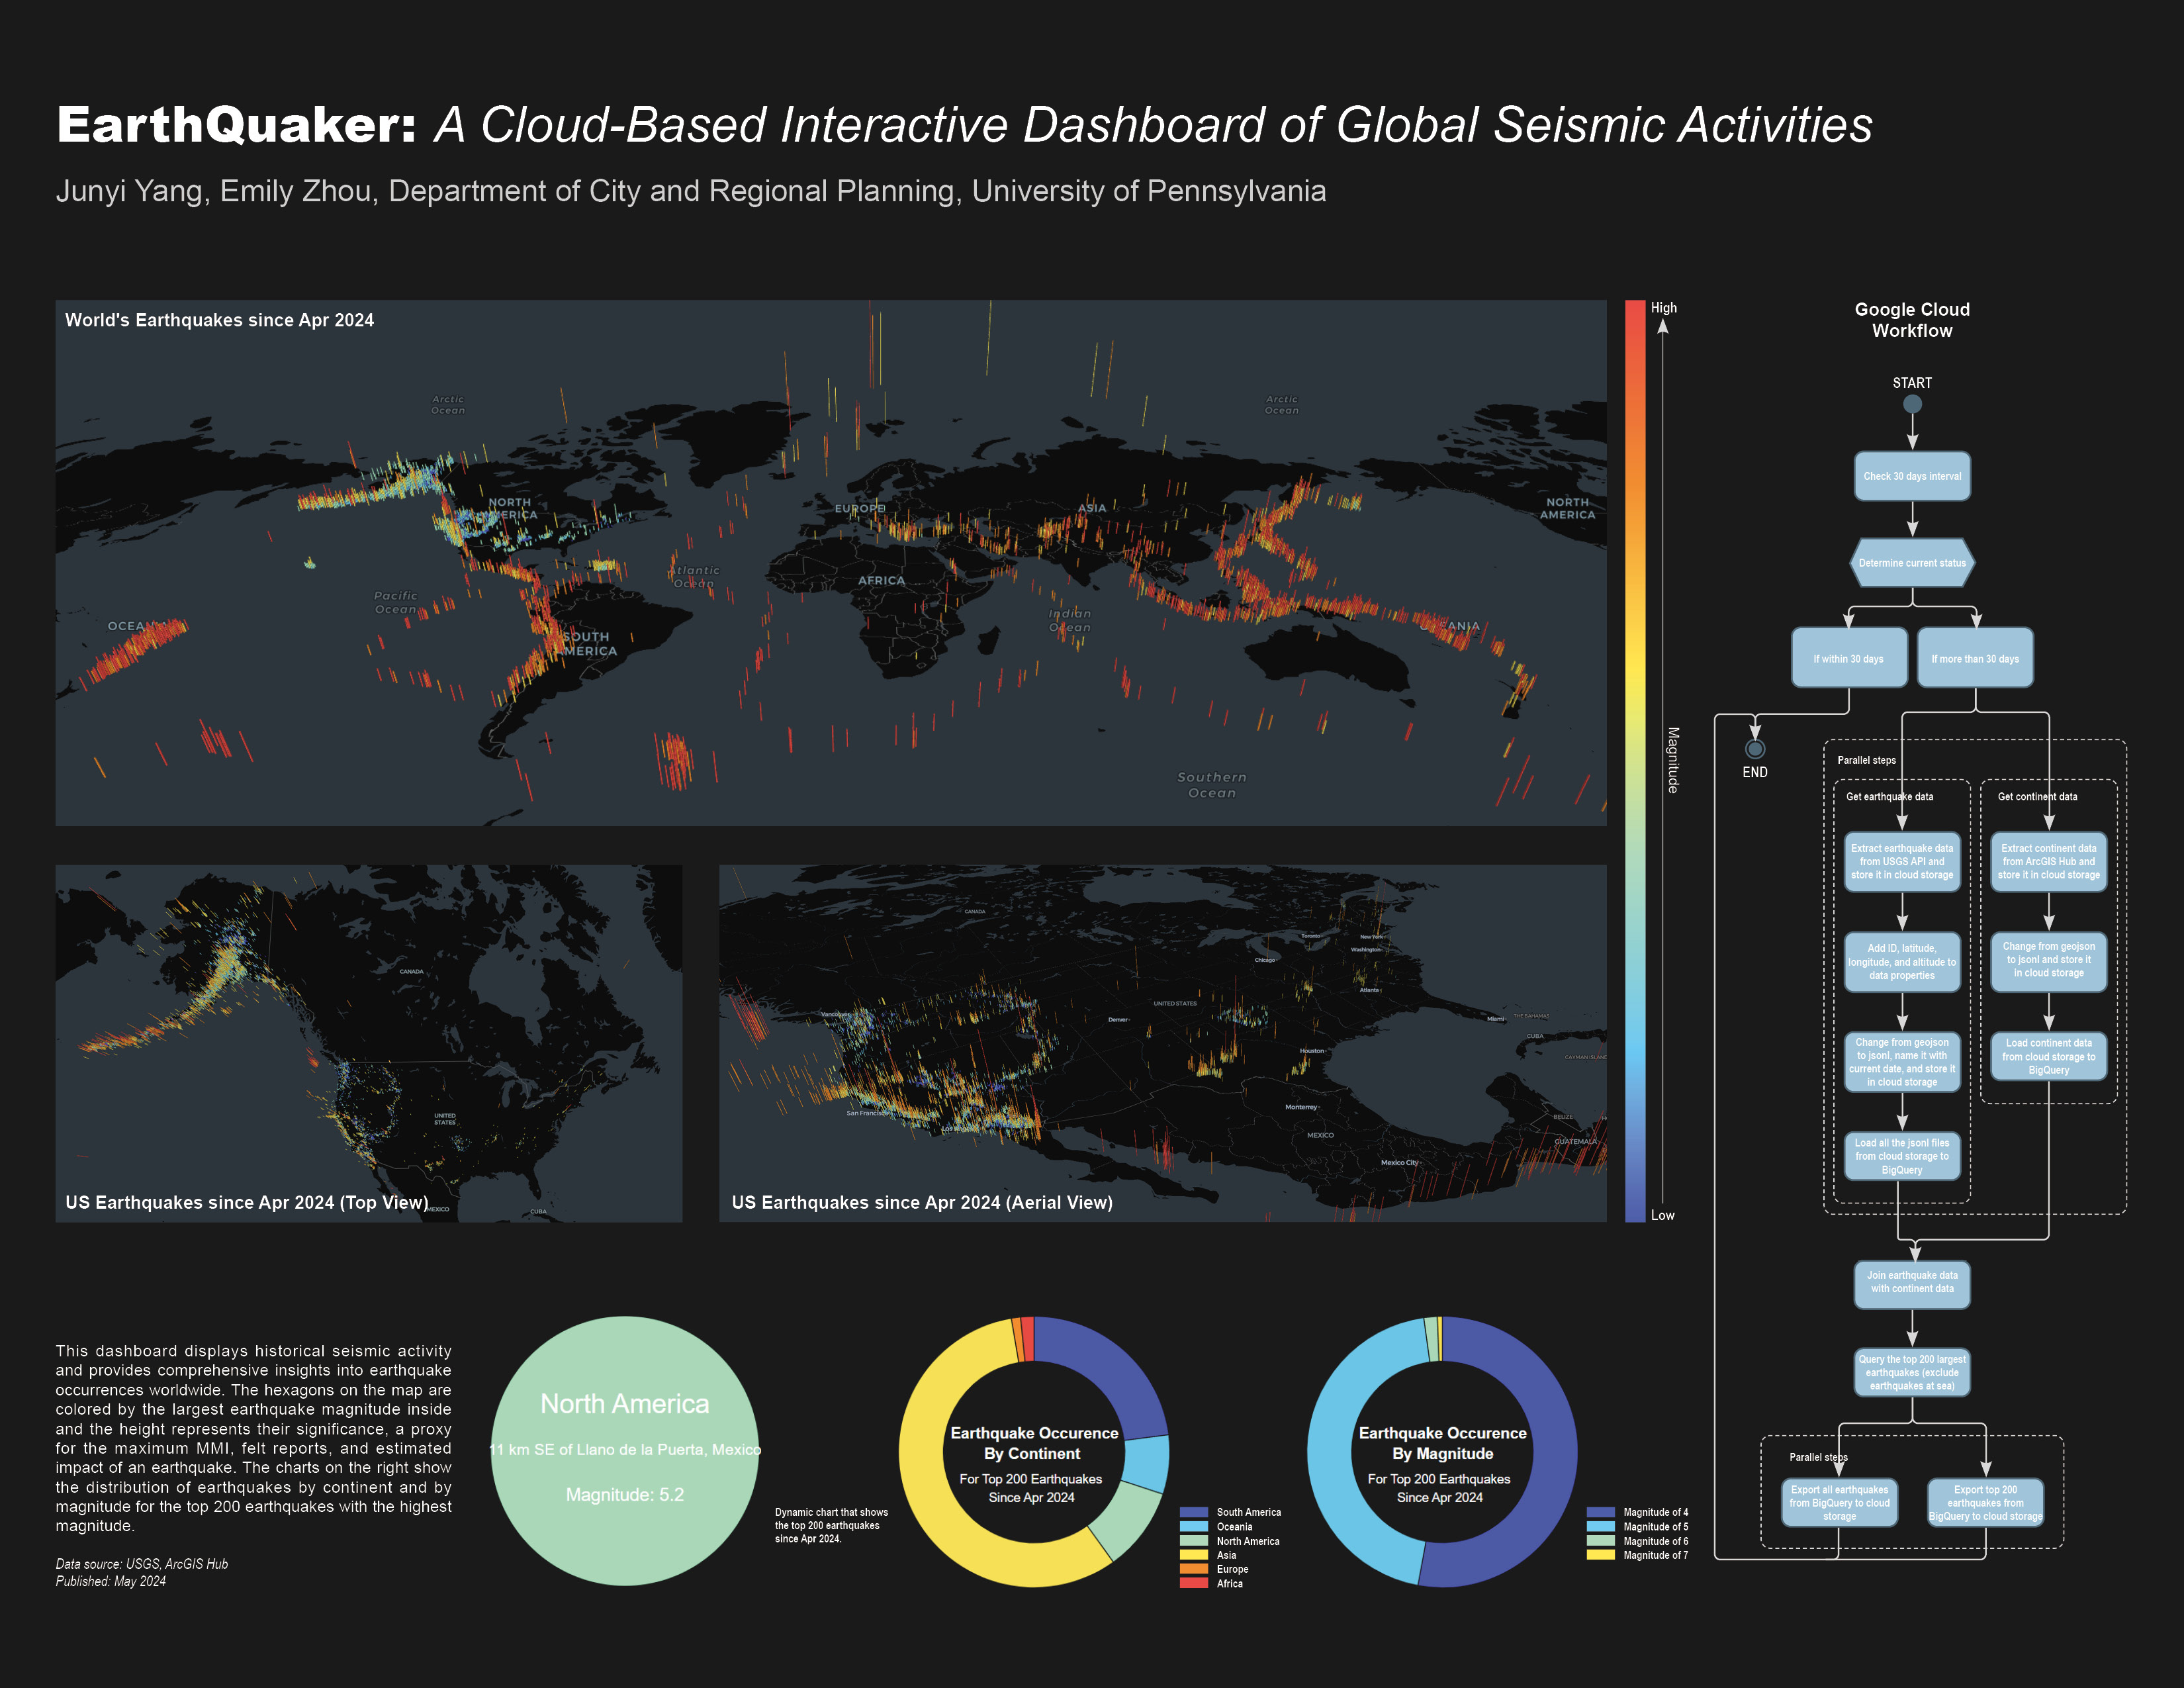 EarthQuaker: A Cloud-Based Interactive Dashboard of Global Seismic Activities
Junyi Yang, Emily Zhou, Department of City and Regional Planning, University of Pennsylvania
World's Earthquakes since Apr 2024
Arctic
Ocean
Arctic
Ocean
NORTH
AMERICA
EUROPE
ASIA
NORTH
AMERICA
Atlantic
Ocean
AFRICA
Pacific
Ocean
Indian
Ocean
OCEANIA
SOUTH
AMERICA
OCEANIA
Southern
Ocean
High
Magnitude
Low
CANADA
UNITED
STATES
MEXICO
CUBA
US Earthquakes since Apr 2024 (Top View)
CANADA
Toronto
New York
Washington
Chicago
Atlanta
UNITED STATES
Vancouver
Denver
Miami
THE BAHAMAS
CUBA
Houston
CAYMAN ISLAND
San Francisco
Los Angeles
Monterrey
MEXICO
BELIZE
GUATEMALA
Mexico City
US Earthquakes since Apr 2024 (Aerial View)
Google Cloud
Workflow
START
Check 30 days interval
Determine current status
If within 30 days
If more than 30 days
END
Parallel steps
Get earthquake data
Get continent data
Extract earthquake data
from USGS API and
store it in cloud storage
Extract continent data
from ArcGIS Hub and
store it in cloud storage
Add ID, latitude,
longitude, and altitude to
data properties
Change from geojson
to jsonl and store it
in cloud storage
Change from geojson
to jsonl, name it with
current date, and store it
in cloud storage
Load continent data
from cloud storage to
BigQuery
Load all the jsonl files
from cloud storage to
BigQuery
Join earthquake data
with continent data
Query the top 200 largest
earthquakes (exclude
earthquakes at sea)
Parallel steps
Export all earthquakes
from BigQuery to cloud
storage
Export top 200
earthquakes from
BigQuery to cloud storage
This dashboard displays historical seismic activity
and provides comprehensive insights into earthquake
occurrences worldwide. The hexagons on the map are
colored by the largest earthquake magnitude inside
and the height represents their significance, a proxy
for the maximum MMI, felt reports, and estimated
impact of an earthquake. The charts on the right show
the distribution of earthquakes by continent and by
magnitude for the top 200 earthquakes with the highest
magnitude.
Data source: USGS, ArcGIS Hub
Published: May 2024
North America
11 km SE of Llano de la Puerta, Mexico
Magnitude: 5.2
Dynamic chart that shows
the top 200 earthquakes
since Apr 2024.
Earthquake Occurence
By Continent
For Top 200 Earthquakes
Since Apr 2024
South America
Oceania
North America
Asia
Europe
Africa
Earthquake Occurence
By Magnitude
For Top 200 Earthquakes
Since Apr 2024
Magnitude of 4
Magnitude of 5
Magnitude of 6
Magnitude of 7